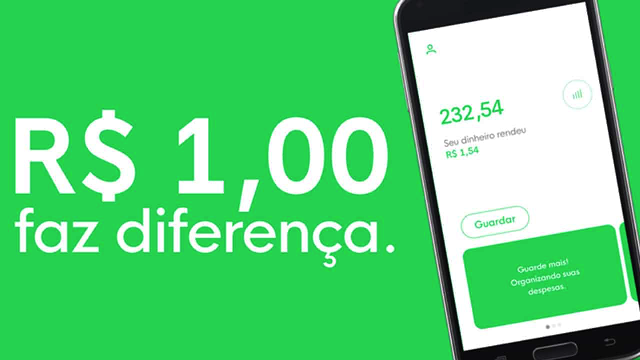 R$ 1,00
faz diferença.
232,54
Seu dinheiro rendeu
R$ 1,54
Guardar
Guarde mais!
Organizando suas
despesas.